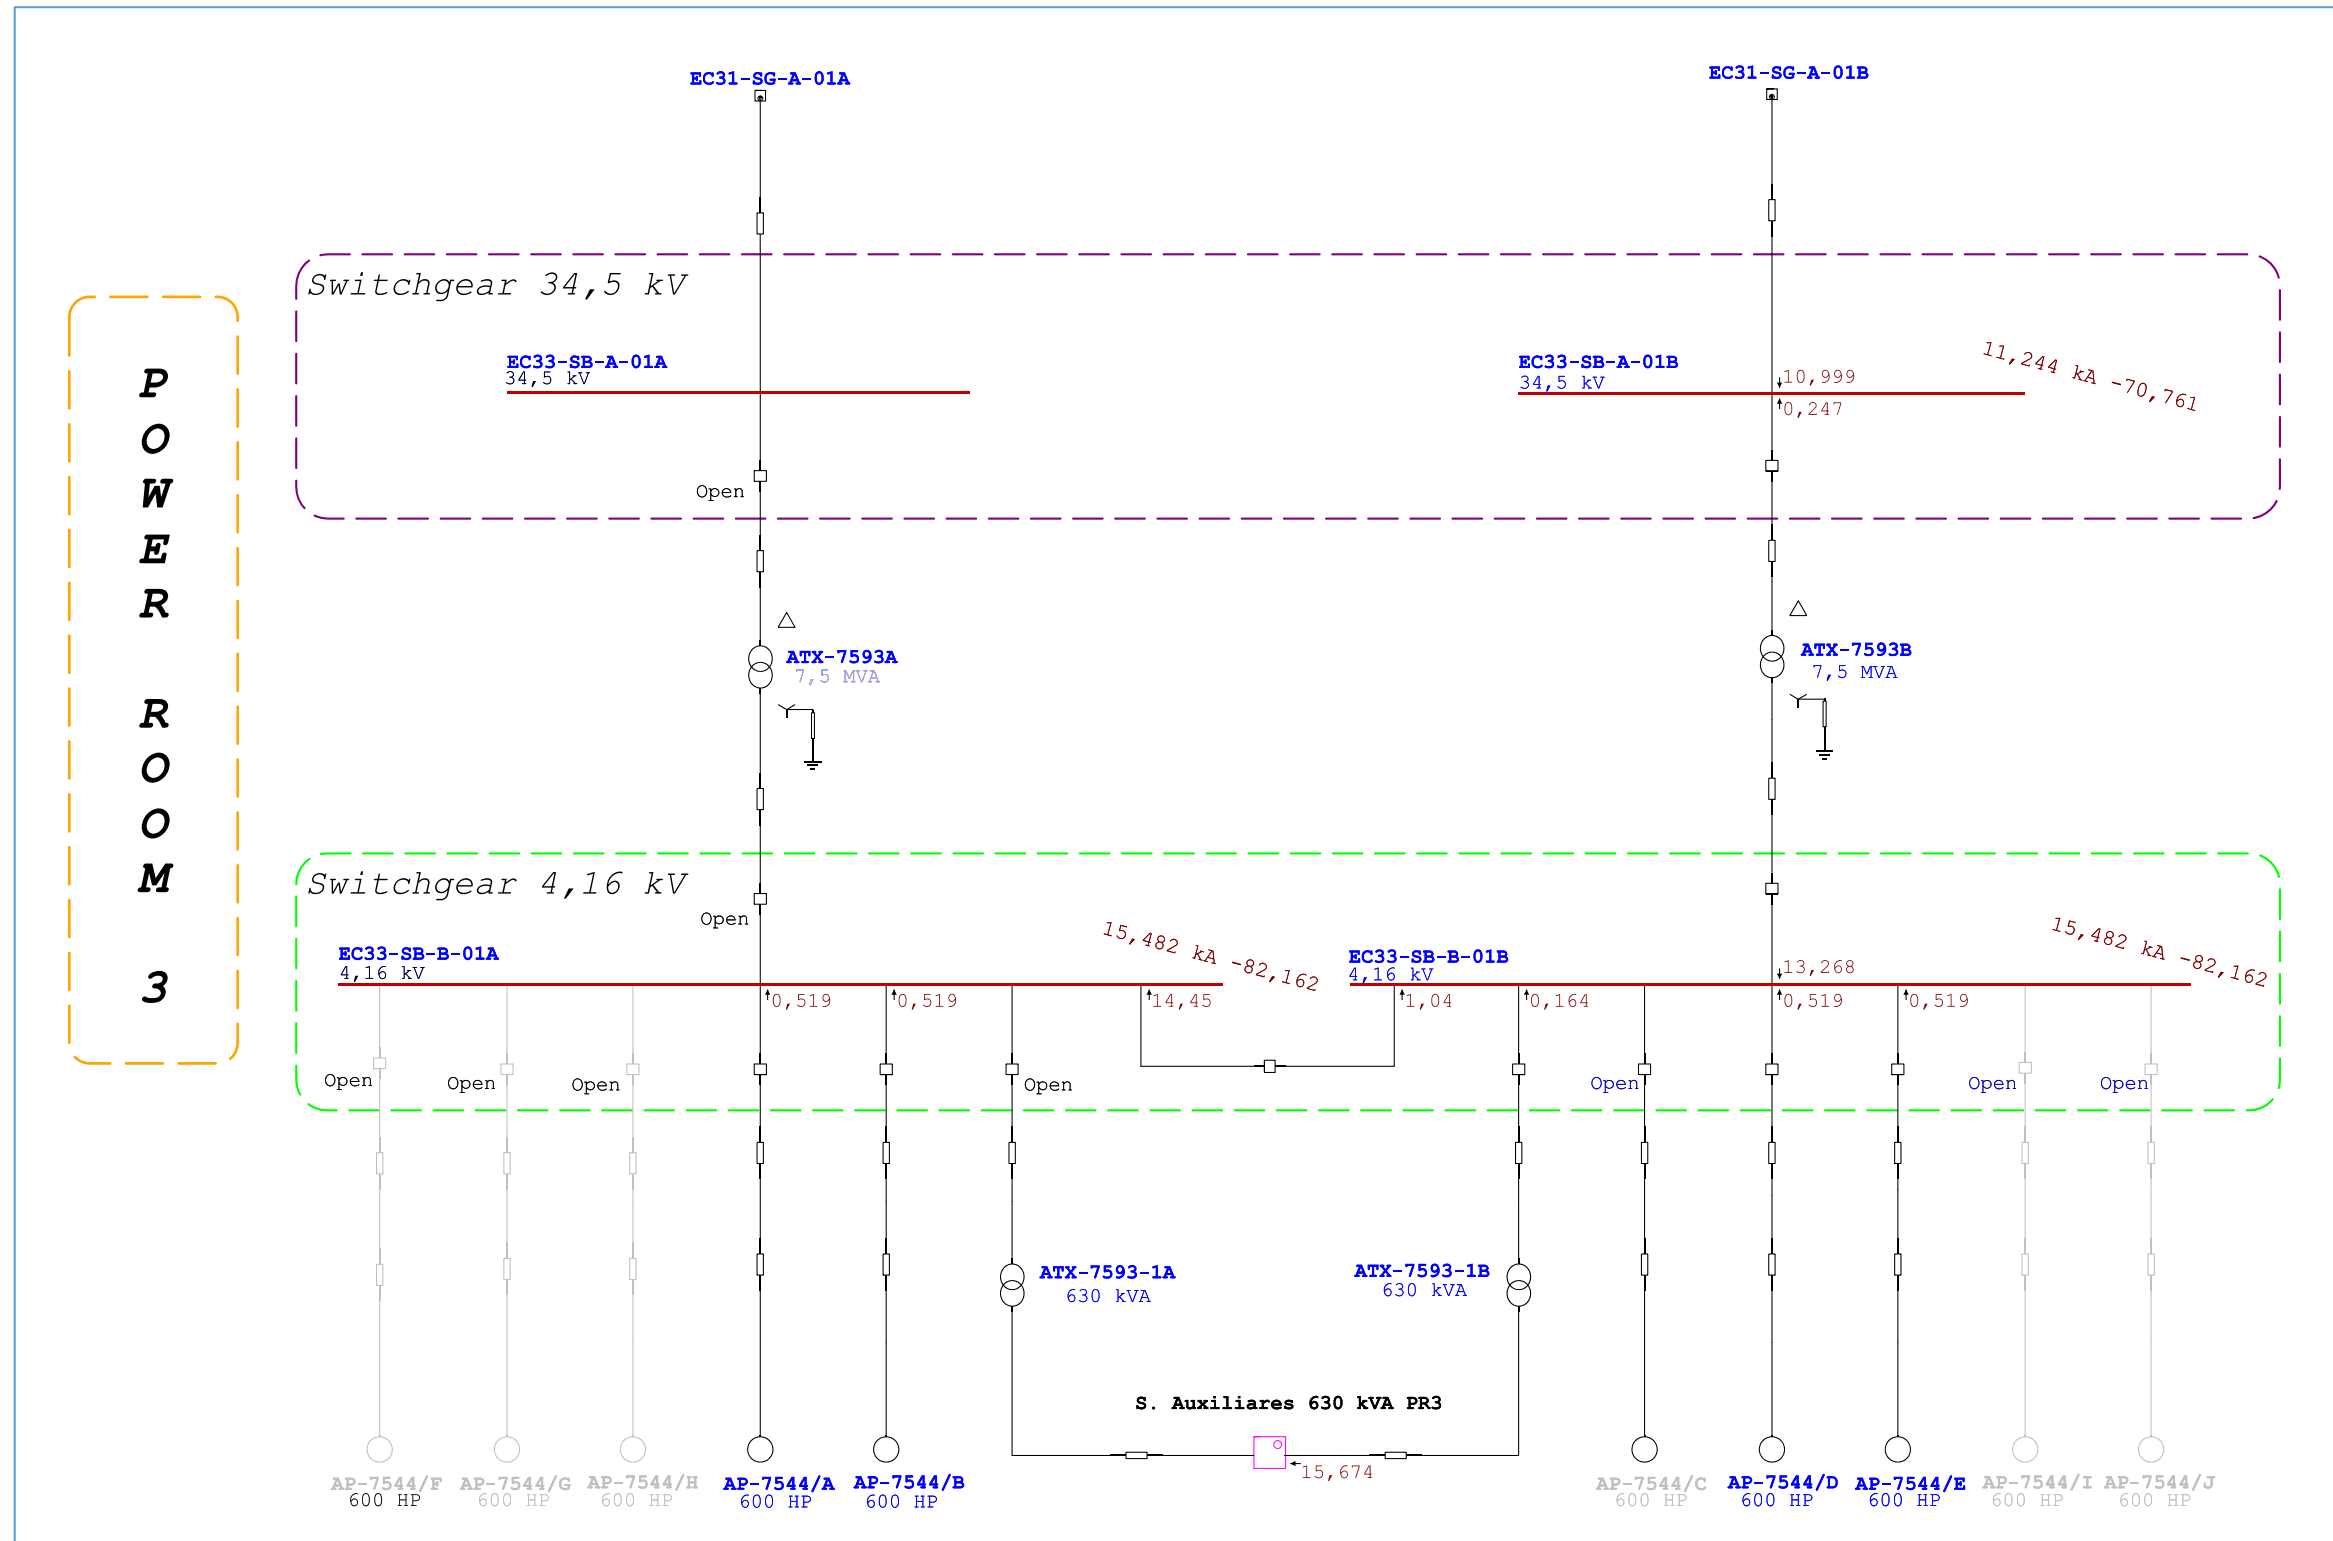 EC31-SG-A-01A
EC31-SG-A-01B
Switchgear 34,5 kV
POWER ROOM 3
EC33-SB-A-01A
34,5 kV
EC33-SB-A-01B
34,5 kV
10,999
0,247
11,244 kA -70,761
Open
ATX-7593A
7,5 MVA
ATX-7593B
7,5 MVA
Switchgear 4,16 kV
Open
EC33-SB-B-01A
4,16 kV
15,482 kA -82,162
EC33-SB-B-01B
4,16 kV
13,268
15,482 kA -82,162
0,519
0,519
14,45
1,04
0,164
0,519
0,519
Open
Open
Open
Open
Open
Open
Open
ATX-7593-1A
630 kVA
ATX-7593-1B
630 kVA
S. Auxiliares 630 kVA PR3
15,674
AP-7544/F
600 HP
AP-7544/G
600 HP
AP-7544/H
600 HP
AP-7544/A
600 HP
AP-7544/B
600 HP
AP-7544/C
600 HP
AP-7544/D
600 HP
AP-7544/E
600 HP
AP-7544/I
600 HP
AP-7544/J
600 HP